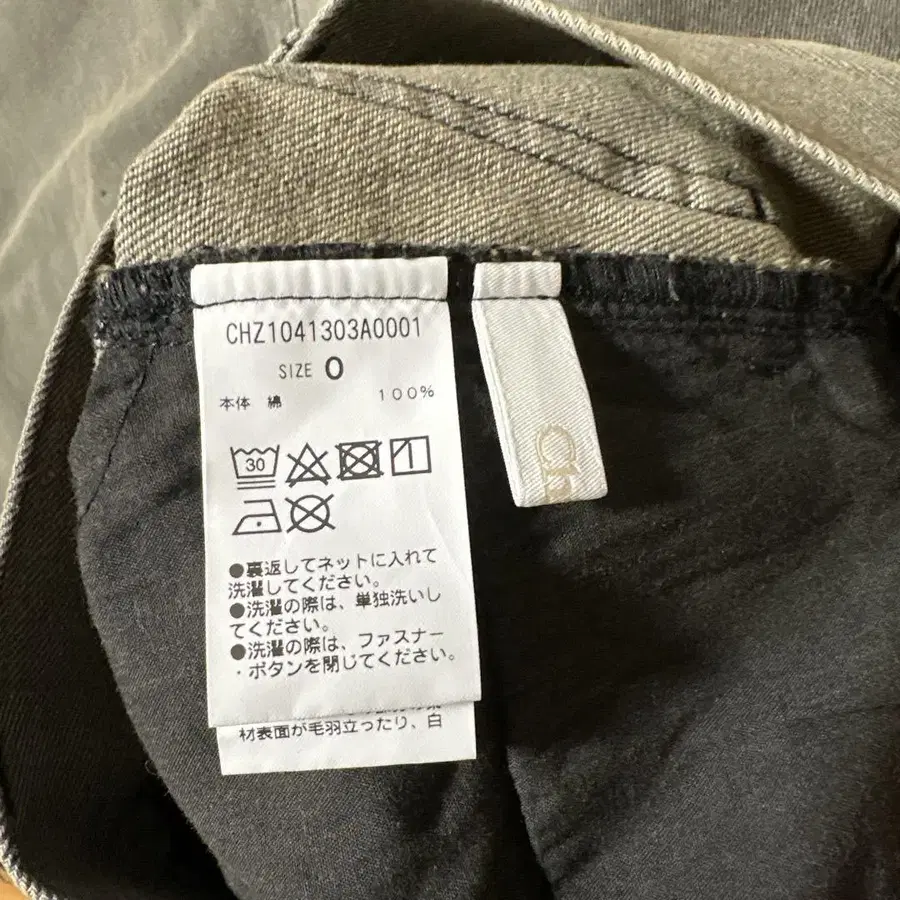 CHZ1041303A0001
SIZE 0
本体 綿 100%
30
●裏返してネットに入れて
洗濯してください。
●洗濯の際は、単独洗いし
てください。
●洗濯の際は、ファスナー
・ボタンを閉じてください。
材表面が毛羽立ったり、白